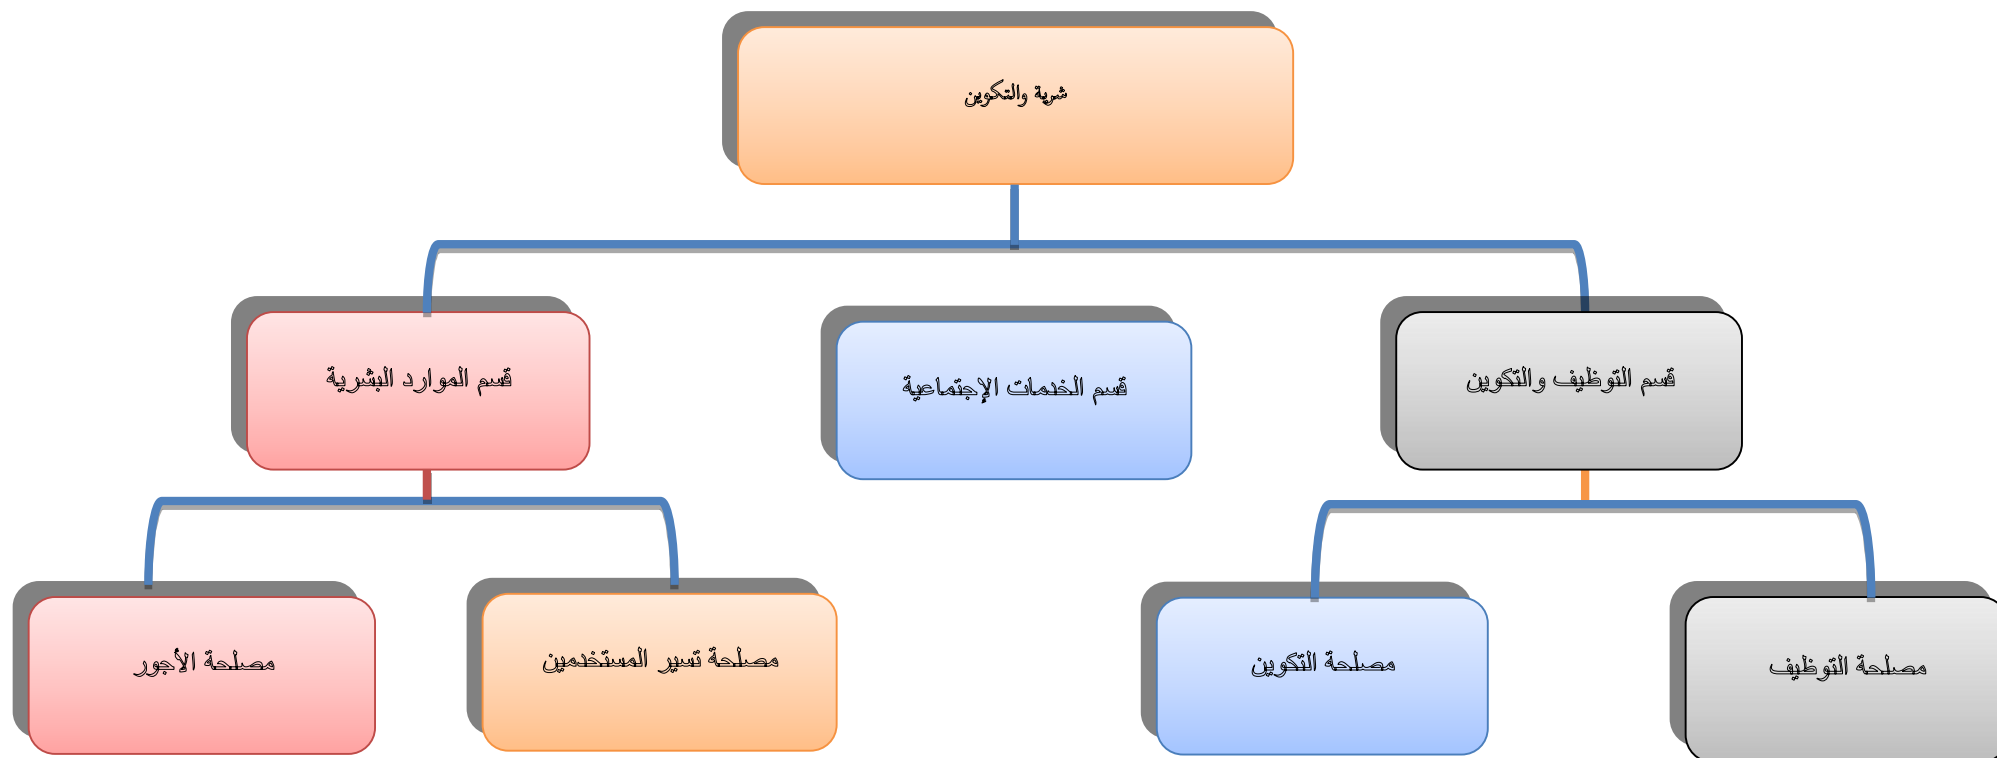 شرية والتكوين
قسم التوظيف والتكوين
قسم الخدمات الإجتماعية
قسم الموارد البشرية
مصلحة التوظيف
مصلحة التكوين
مصلحة تسير المستخدمين
مصلحة الأجور